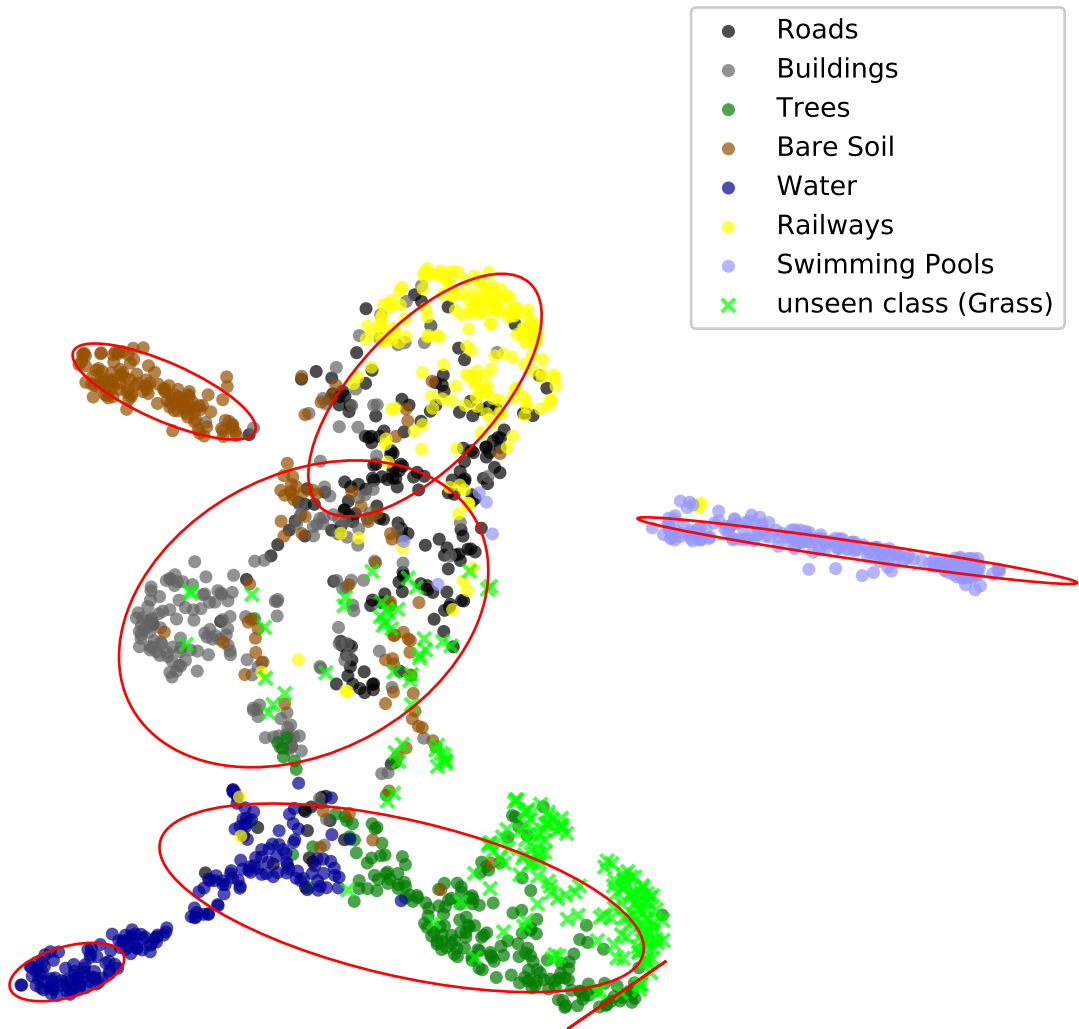 Roads
Buildings
Trees
Bare Soil
Water
Railways
Swimming Pools
unseen class (Grass)